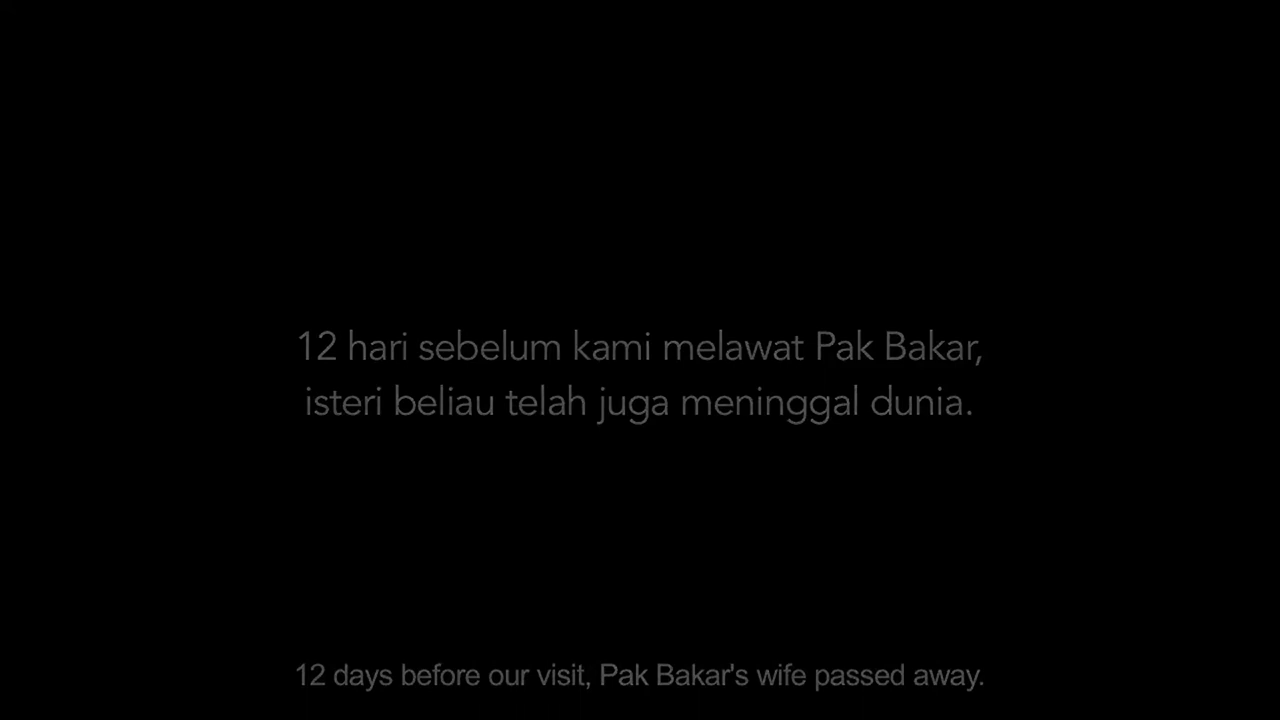 12 hari sebelum kami melawat Pak Bakar,
isteri beliau telah juga meninggal dunia.
12 days before our visit, Pak Bakar's wife passed away.